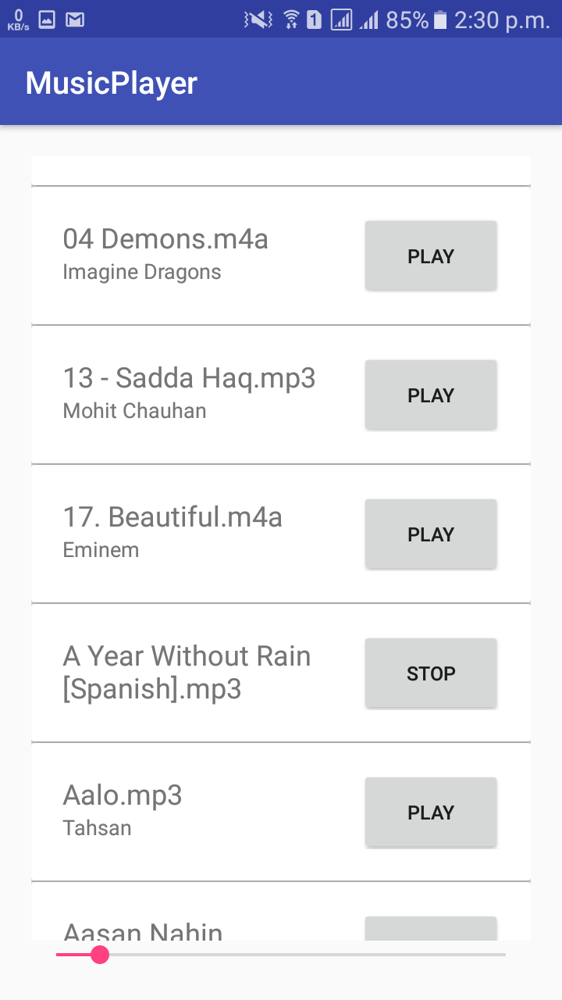 0
KB/s
1
85%
2:30 p.m.
MusicPlayer
04 Demons.m4a
Imagine Dragons
PLAY
13 - Sadda Haq.mp3
Mohit Chauhan
PLAY
17. Beautiful.m4a
Eminem
PLAY
A Year Without Rain
[Spanish].mp3
STOP
Aalo.mp3
Tahsan
PLAY
Aasan Nahin